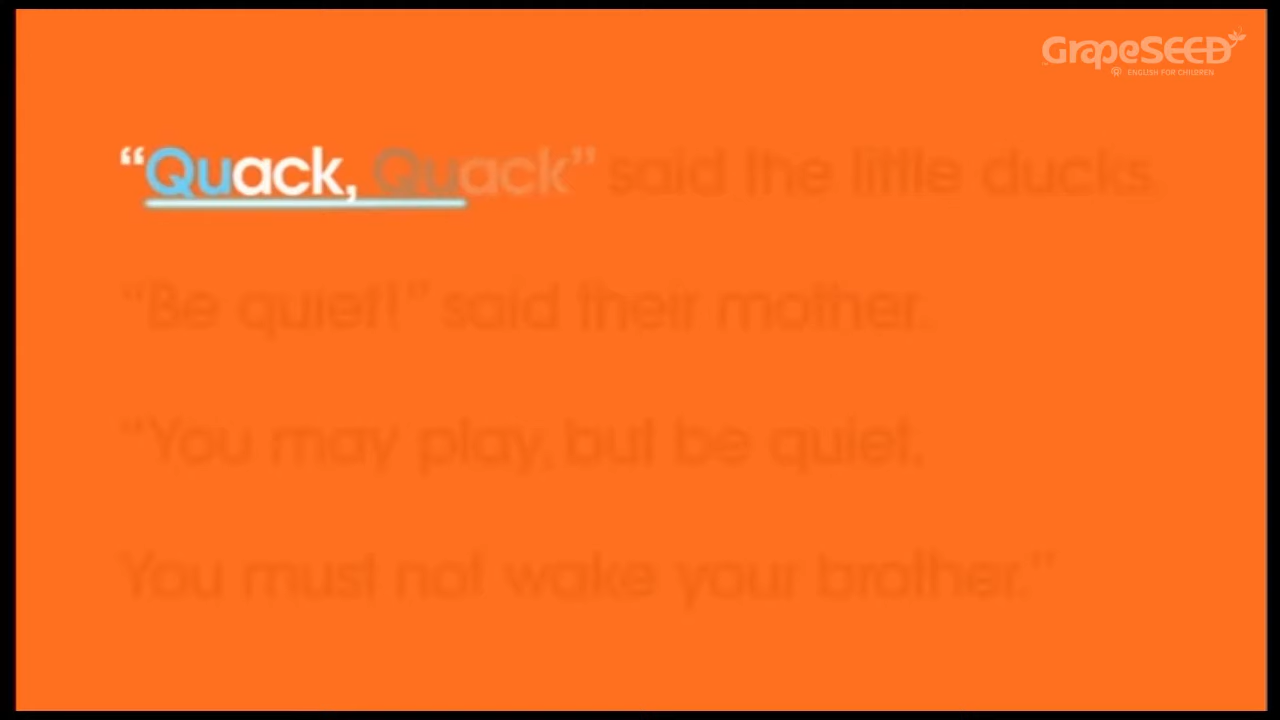 GrapeSEED
ENGLISH FOR CHILDREN
“Quack, Quack” said the little ducks.
“Be quiet!” said their mother.
“You may play, but be quiet.
You must not wake your brother.”